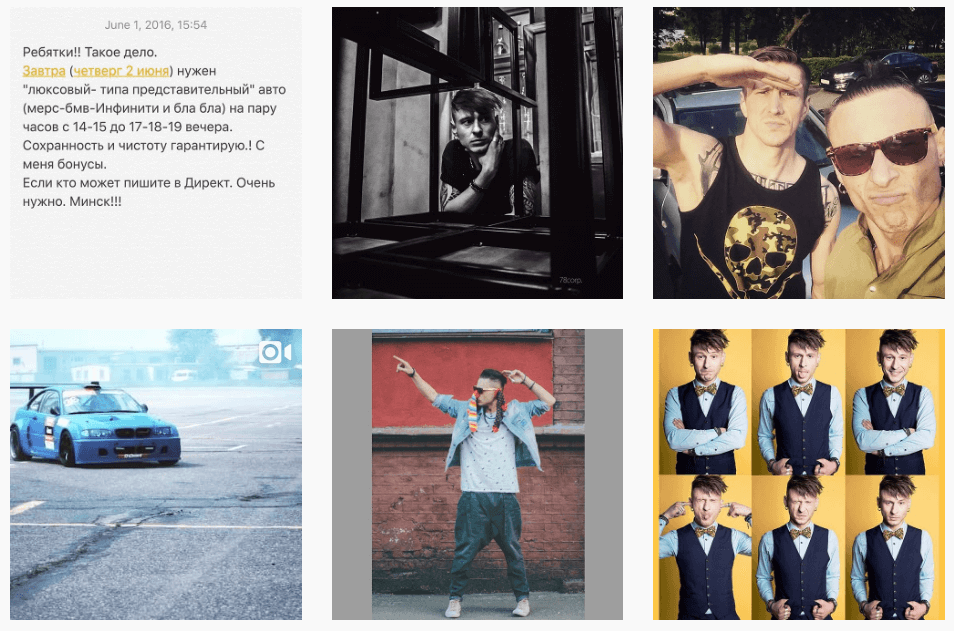 June 1, 2016, 15:54
Ребятки!! Такое дело.
Завтра (четверг 2 июня) нужен
"люксовый- типа представительный" авто
(мерс-бмв-Инфинити и бла бла) на пару
часов с 14-15 до 17-18-19 вечера.
Сохранность и чистоту гарантирую.! С
меня бонусы.
Если кто может пишите в Директ. Очень
нужно. Минск!!!
78corp.